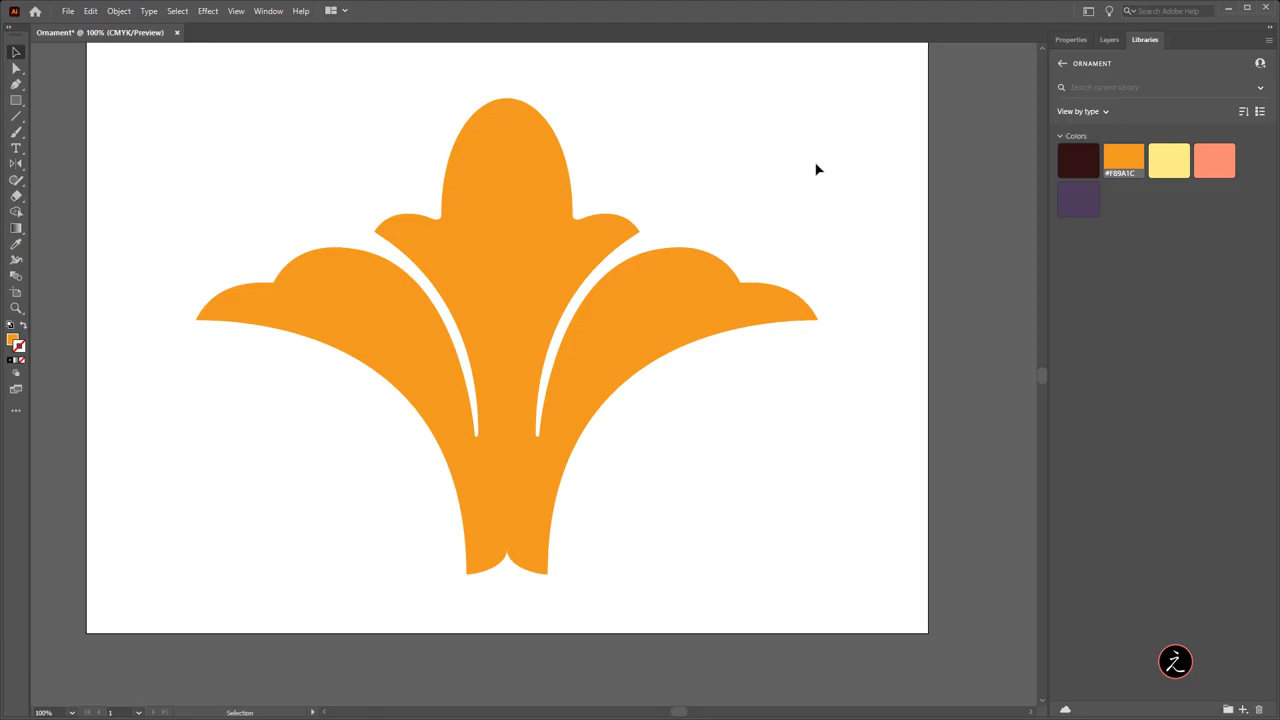 Ai File Edit Object Type Select Effect View Window Help Search Adobe Help
Ornament* @ 100% (CMYK/Preview) ×
Properties Layers Libraries
ORNAMENT
Search current library
View by type
Colors
#F89A1C
之
100% 1 Selection